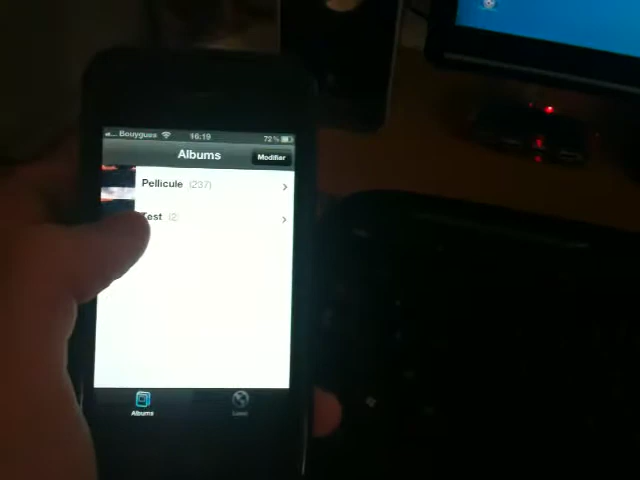 Bouygues 16:19 72 %
Albums Modifier
Pellicule (237)
Test (2
Albums